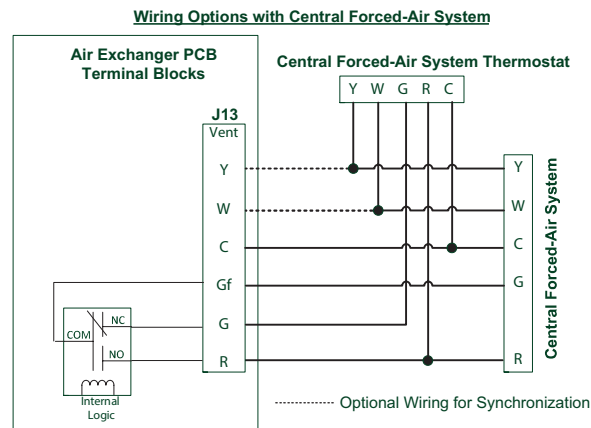 Wiring Options with Central Forced-Air System
Air Exchanger PCB
Terminal Blocks
Central Forced-Air System Thermostat
Y W G R C
J13
Vent
Y
W
C
Gf
G
R
Y
W
C
G
R
Central Forced-Air System
NC
COM
NO
Internal
Logic
Optional Wiring for Synchronization